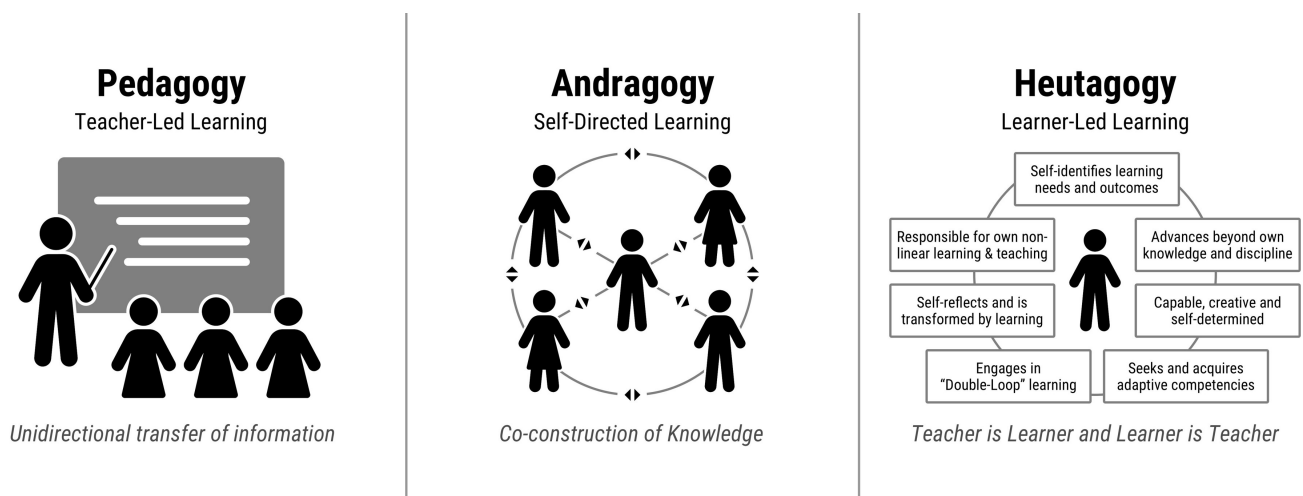 Pedagogy
Teacher-Led Learning
Unidirectional transfer of information
Andragogy
Self-Directed Learning
Co-construction of Knowledge
Heutagogy
Learner-Led Learning
Self-identifies learning
needs and outcomes
Responsible for own non-
linear learning & teaching
Advances beyond own
knowledge and discipline
Self-reflects and is
transformed by learning
Capable, creative and
self-determined
Engages in
“Double-Loop” learning
Seeks and acquires
adaptive competencies
Teacher is Learner and Learner is Teacher